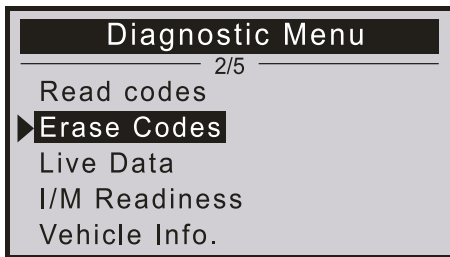 Diagnostic Menu
2/5
Read codes
Erase Codes
Live Data
I/M Readiness
Vehicle Info.